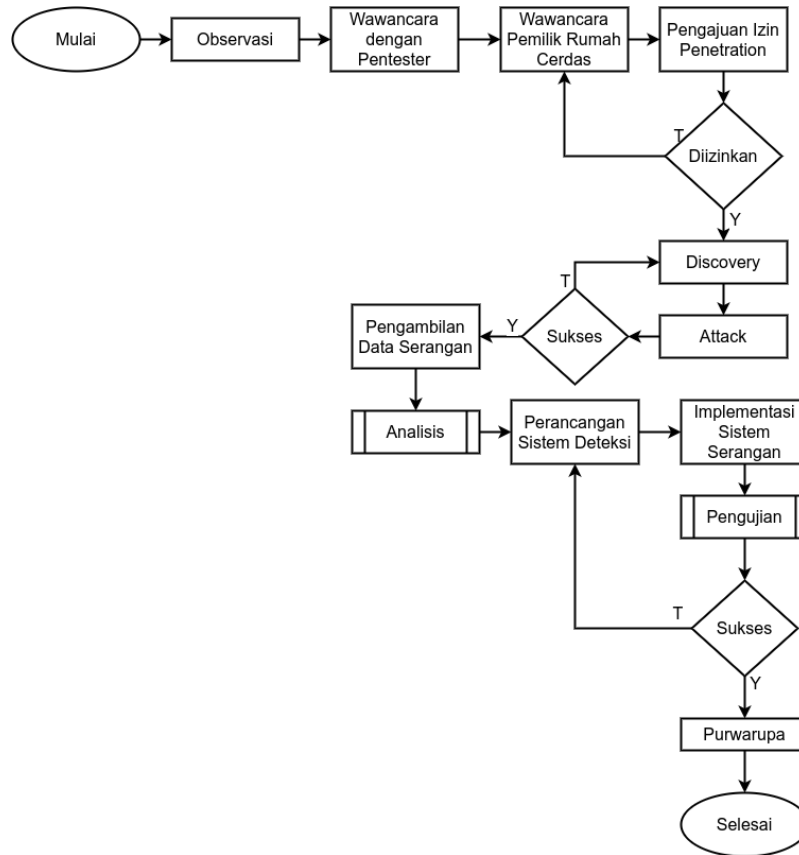 Mulai
Observasi
Wawancara
dengan
Pentester
Wawancara
Pemilik Rumah
Cerdas
Pengajuan Izin
Penetration
T
Diizinkan
Y
Discovery
T
Attack
Sukses
Y
Pengambilan
Data Serangan
Analisis
Perancangan
Sistem Deteksi
Implementasi
Sistem
Serangan
Pengujian
T
Sukses
Y
Purwarupa
Selesai